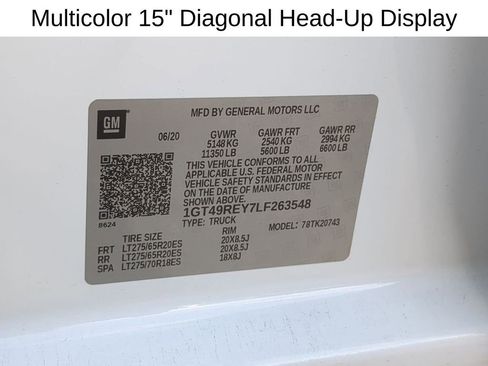 Multicolor 15" Diagonal Head-Up Display
GM
MFD BY GENERAL MOTORS LLC
06/20
GVWR GAWR FRT GAWR RR
5148 KG 2540 KG 2994 KG
11350 LB 5600 LB 6600 LB
THIS VEHICLE CONFORMS TO ALL
APPLICABLE U.S. FEDERAL MOTOR
VEHICLE SAFETY STANDARDS IN EFFECT
ON THE DATE OF MANUFACTURE
SHOWN ABOVE.
1GT49REY7LF263548
TYPE: TRUCK MODEL: 78TK20743
8624
TIRE SIZE RIM
FRT LT275/65R20ES 20X8.5J
RR LT275/65R20ES 20X8.5J
SPA LT275/70R18ES 18X8J